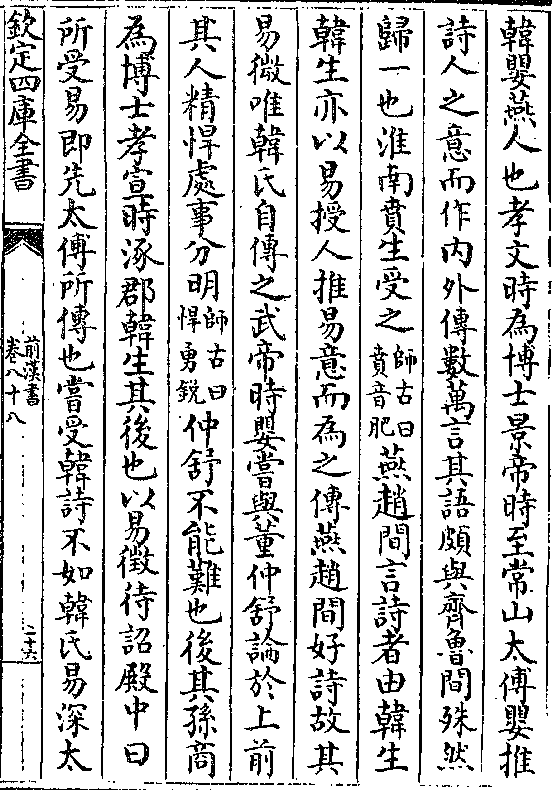 韓嬰燕人也孝文時為博士景帝時至常山太傅嬰推
詩人之意而作内外傳數萬言其語頗與齊魯間殊然
歸一也淮南賁生受之師古曰賁音肥燕趙間言詩者由韓生
韓生亦以易授人推易意而為之傳燕趙間好詩故其
易微唯韓氏自傳之武帝時嬰嘗與董仲舒論於上前
其人精悍處事分明師古曰悍勇銳仲舒不能難也後其孫商
為博士孝宣時涿郡韓生其後也以易徵待詔殿中曰
所受易即先太傅所傳也嘗受韓詩不如韓氏易深太
欽定四庫全書
前漢書
卷八十八
二十六